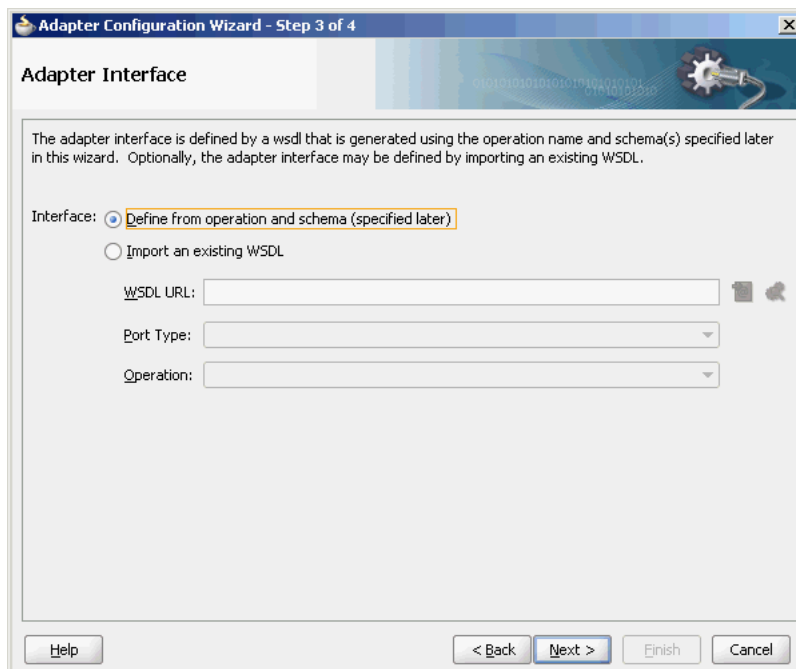 Adapter Configuration Wizard - Step 3 of 4
Adapter Interface
The adapter interface is defined by a wsdl that is generated using the operation name and schema(s) specified later
in this wizard. Optionally, the adapter interface may be defined by importing an existing WSDL.
Interface: Define from operation and schema (specified later)
Import an existing WSDL
WSDL URL:
Port Type:
Operation:
Help < Back Next > Finish Cancel